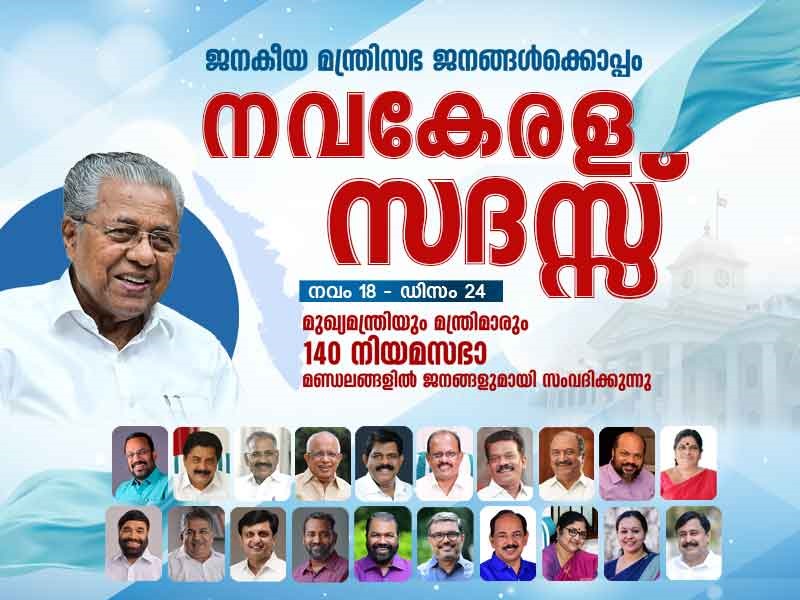 ജനകീയ മന്ത്രിസഭ ജനങ്ങൾക്കൊപ്പം
നവകേരള
സദസ്സ്
നവം 18 - ഡിസം 24
മുഖ്യമന്ത്രിയും മന്ത്രിമാരും
140 നിയമസഭാ
മണ്ഡലങ്ങളിൽ ജനങ്ങളുമായി സംവദിക്കുന്നു